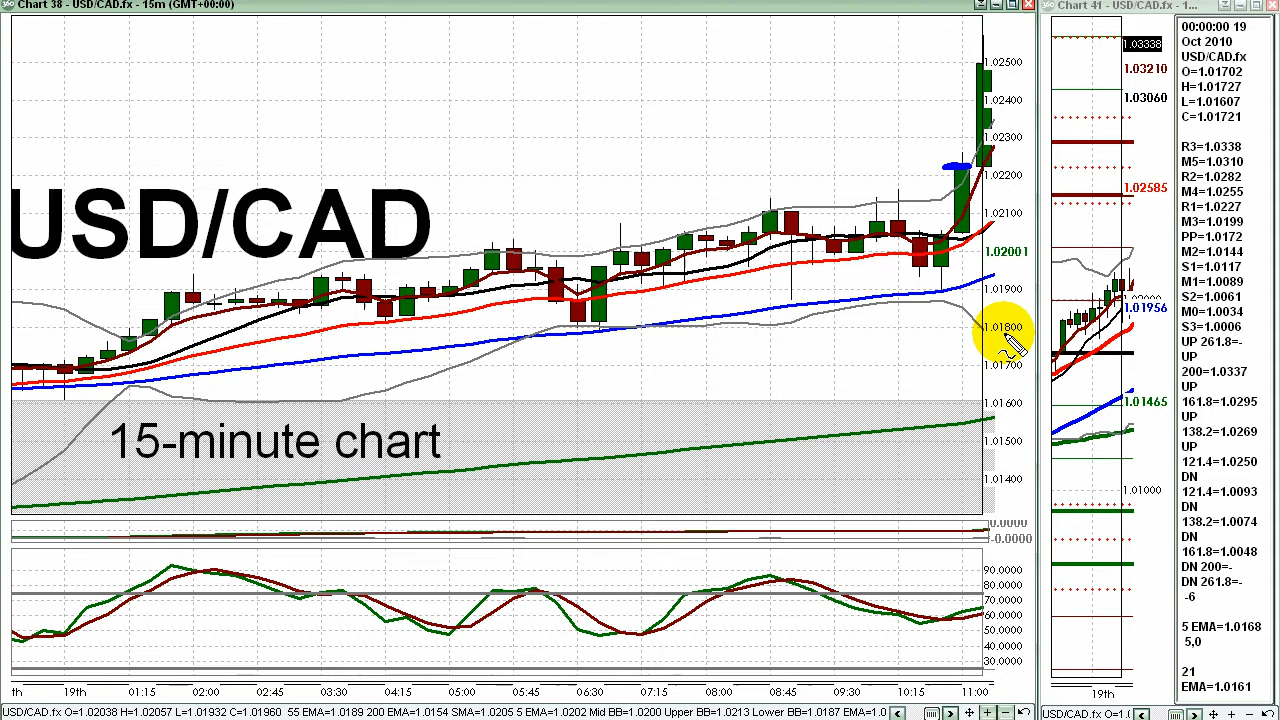 Chart 38 - USD/CAD.fx - 15m (GMT+00:00)
Chart 41 - USD/CAD.fx - 1...
USD/CAD
15-minute chart
1.02500
1.02400
1.02300
1.02200
1.02100
1.02001
1.01900
1.01800
1.01700
1.01600
1.01500
1.01400
0.0000
-0.0000
90.0000
80.0000
70.0000
60.0000
50.0000
40.0000
30.0000
th 19th 01:15 02:00 02:45 03:30 04:15 05:00 05:45 06:30 07:15 08:00 08:45 09:30 10:15 11:00
USD/CAD.fx O=1.02038 H=1.02057 L=1.01932 C=1.01960 55 EMA=1.0189 200 EMA=1.0154 SMA=1.0205 5 EMA=1.0202 Mid BB=1.0200 Upper BB=1.0213 Lower BB=1.0187 EMA=1.0
1.03338
1.03210
1.03060
1.02585
1.01956
1.01465
1.01000
19th
USD/CAD.fx O=1.0
00:00:00 19
Oct 2010
USD/CAD.fx
O=1.01702
H=1.01727
L=1.01607
C=1.01721
R3=1.0338
M5=1.0310
R2=1.0282
M4=1.0255
R1=1.0227
M3=1.0199
PP=1.0172
M2=1.0144
S1=1.0117
M1=1.0089
S2=1.0061
M0=1.0034
S3=1.0006
UP 261.8=-
UP
200=1.0337
UP
161.8=1.0295
UP
138.2=1.0269
UP
121.4=1.0250
DN
121.4=1.0093
DN
138.2=1.0074
DN
161.8=1.0048
DN 200=-
DN 261.8=-
-6
5 EMA=1.0168
5,0
21
EMA=1.0161